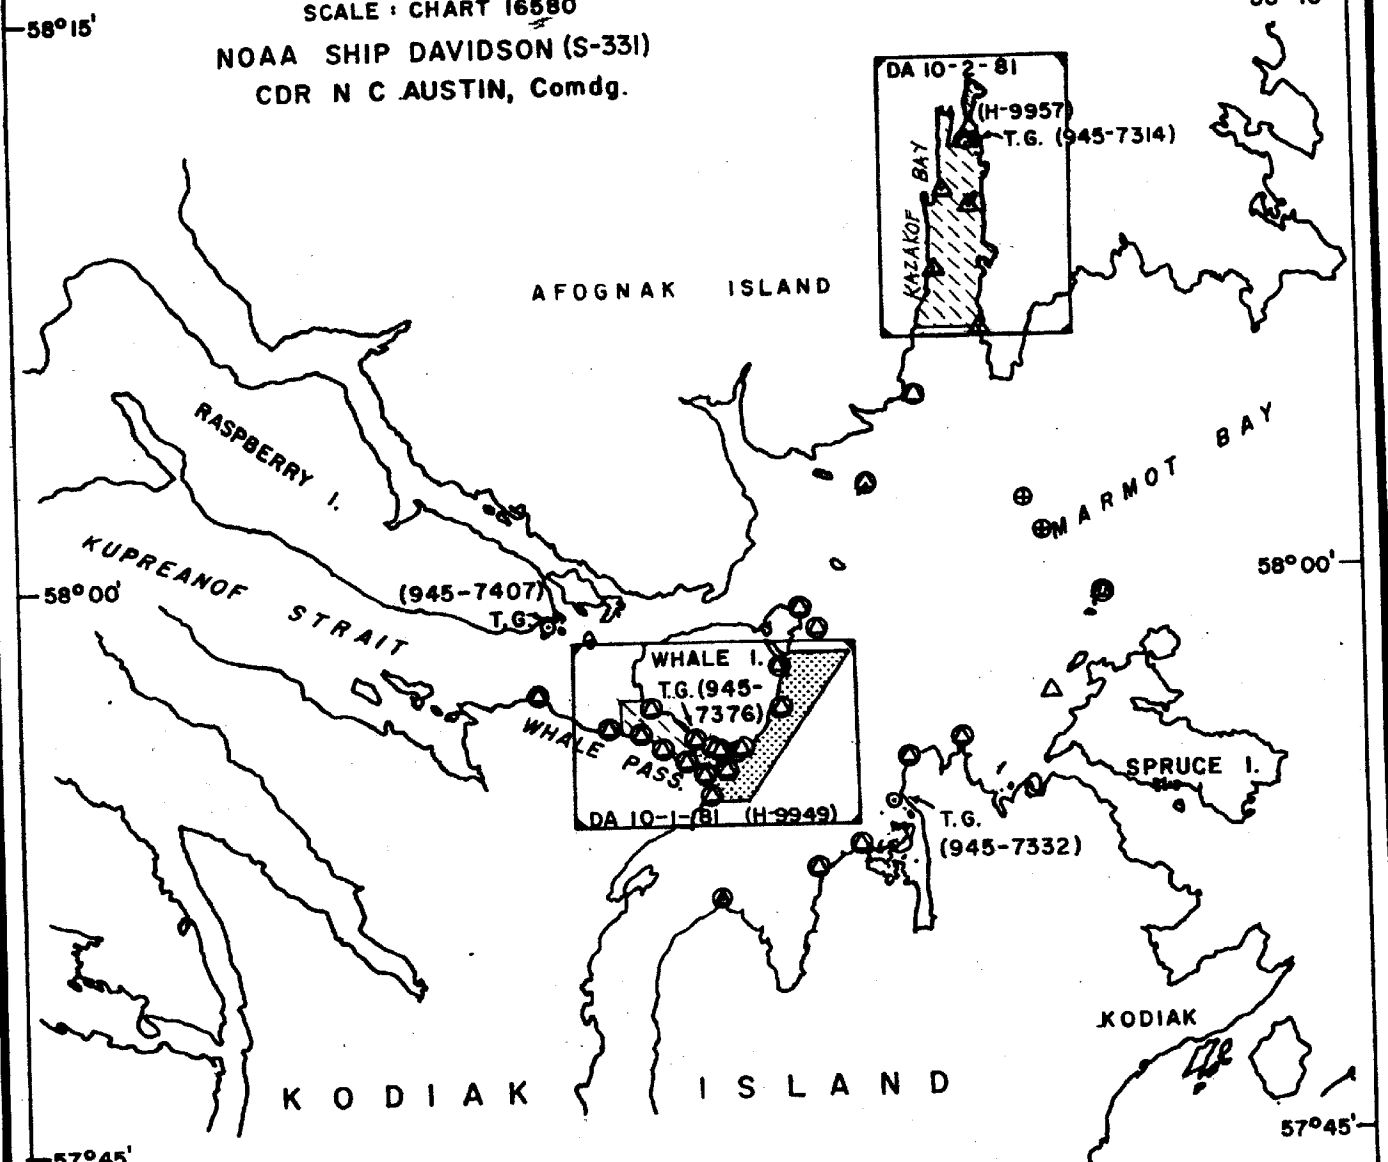 SCALE : CHART 16580
58°15'
NOAA SHIP DAVIDSON (S-331)
CDR N C AUSTIN, Comdg.
DA 10-2-81
(H-9957)
T.G. (945-7314)
KAZAKOF BAY
AFOGNAK ISLAND
RASPBERRY I.
MARMOT BAY
KUPREANOF STRAIT
58°00'
58°00'
(945-7407)
T.G.
WHALE I.
T.G. (945-
7376)
WHALE PASS.
DA 10-1-81 (H-9949)
SPRUCE I.
T.G.
(945-7332)
KODIAK
KODIAK ISLAND
57°45'
57°45'